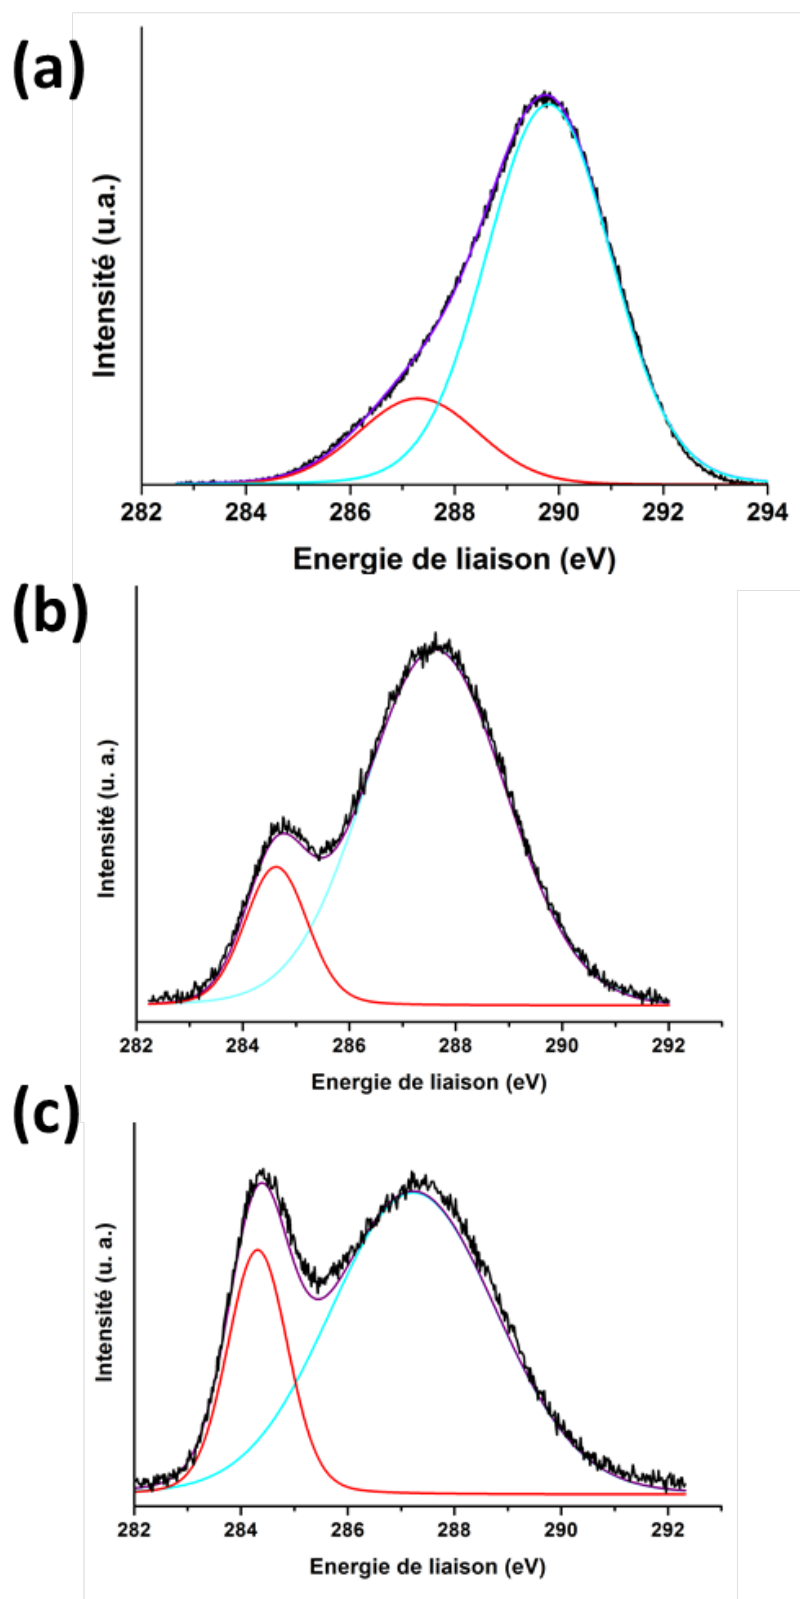 (a)
Intensité (u.a.)
282 284 286 288 290 292 294
Energie de liaison (eV)
(b)
Intensité (u. a.)
282 284 286 288 290 292
Energie de liaison (eV)
(c)
Intensité (u. a.)
282 284 286 288 290 292
Energie de liaison (eV)